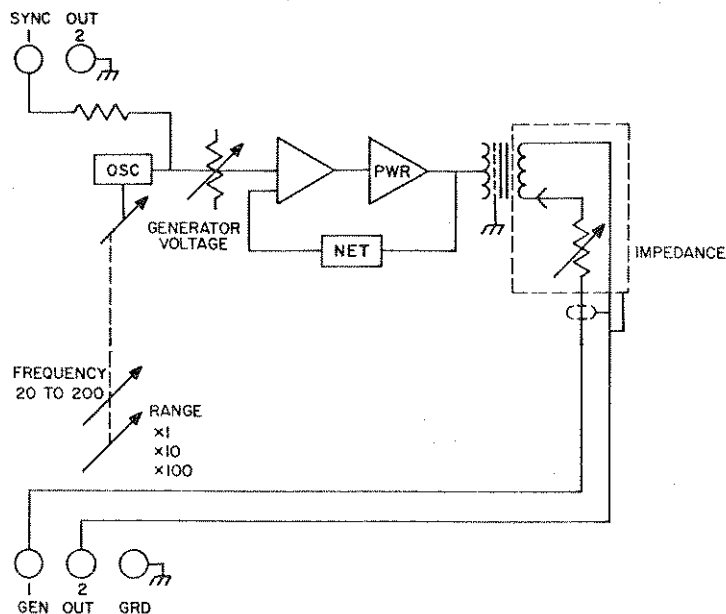 SYNC OUT
1 2
OSC
GENERATOR
VOLTAGE
PWR
NET
IMPEDANCE
FREQUENCY
20 TO 200
RANGE
×1
×10
×100
1 2
GEN OUT GRD